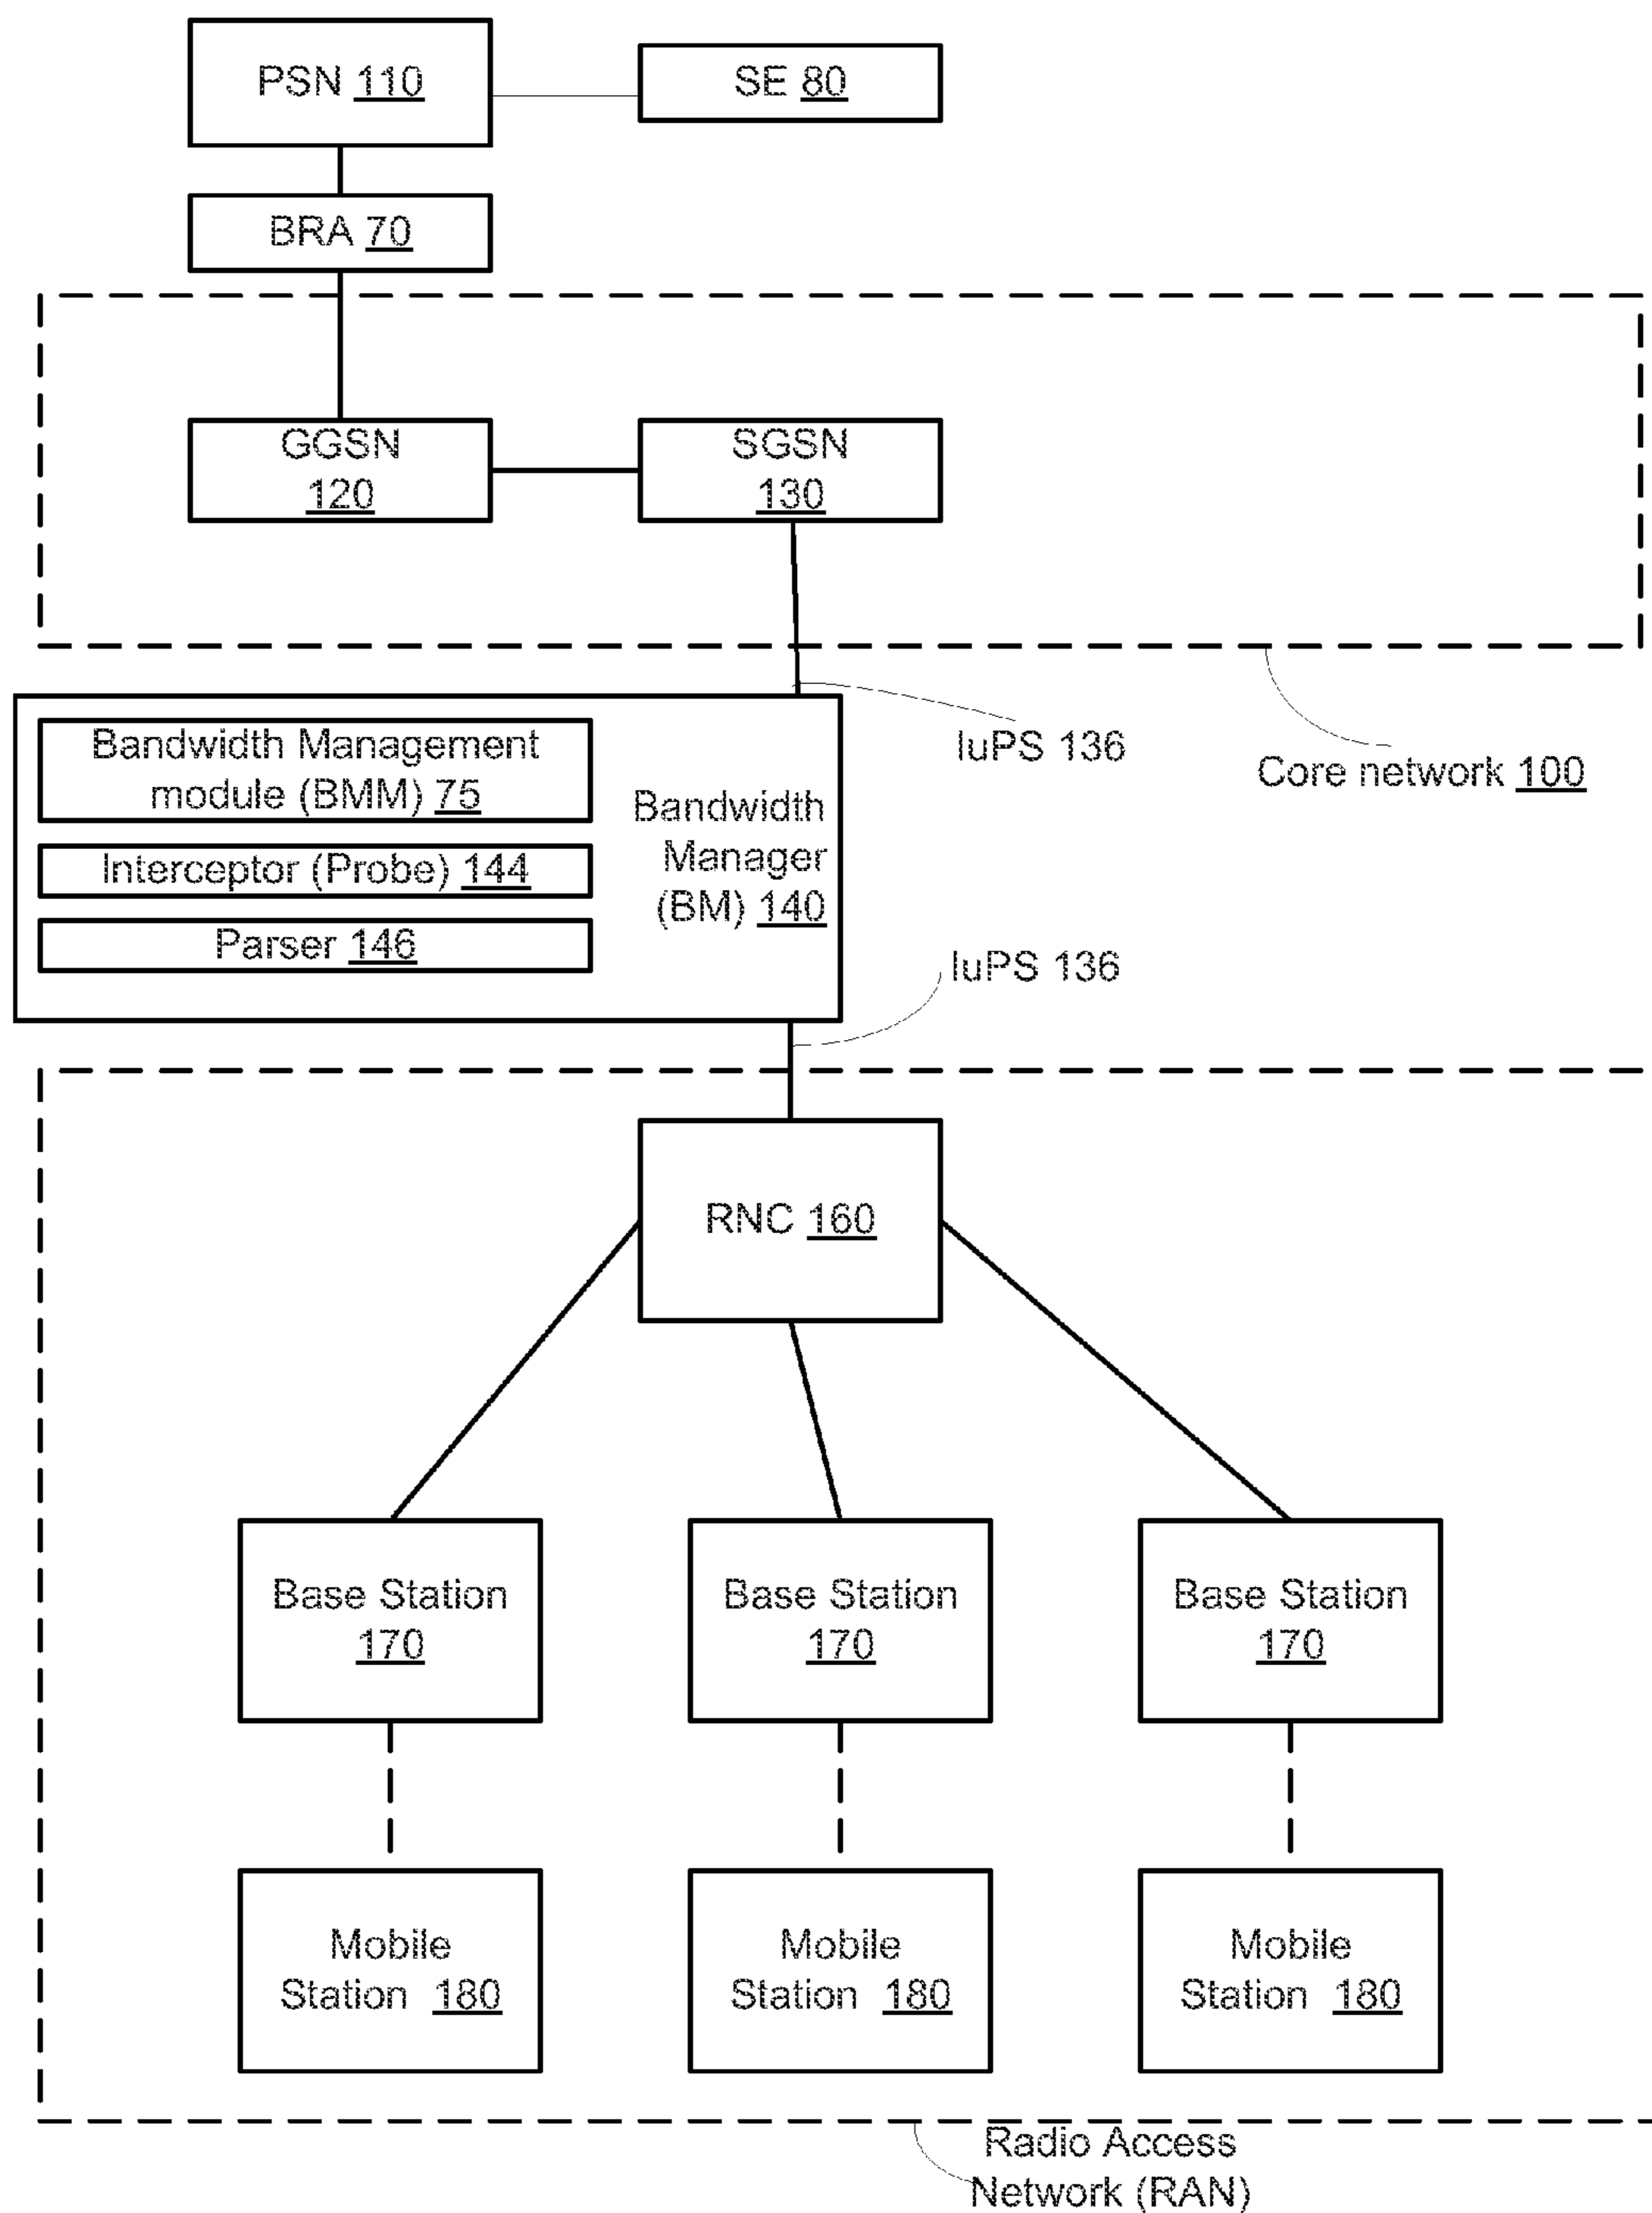 PSN 110
SE 80
BRA 70
GGSN
120
SGSN
130
IuPS 136
Core network 100
Bandwidth Management
module (BMM) 75
Interceptor (Probe) 144
Parser 146
Bandwidth
Manager
(BM) 140
IuPS 136
RNC 160
Base Station
170
Base Station
170
Base Station
170
Mobile
Station 180
Mobile
Station 180
Mobile
Station 180
Radio Access
Network (RAN)